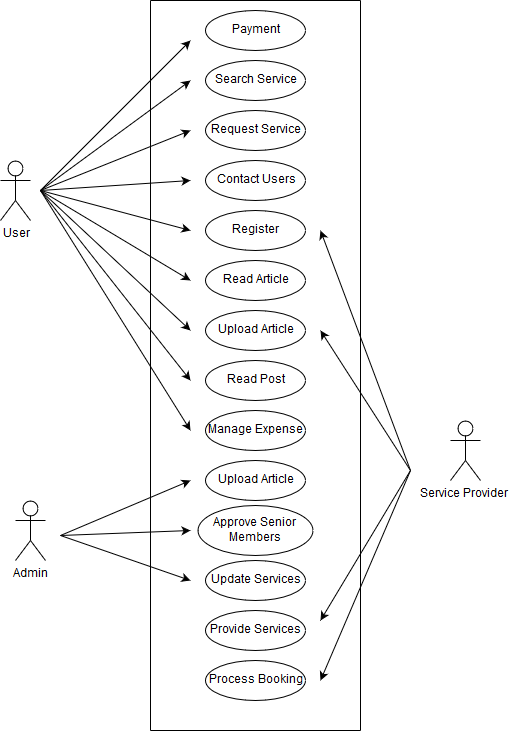 Payment
Search Service
Request Service
Contact Users
User
Register
Read Article
Upload Article
Read Post
Manage Expense
Upload Article
Service Provider
Approve Senior
Members
Admin
Update Services
Provide Services
Process Booking